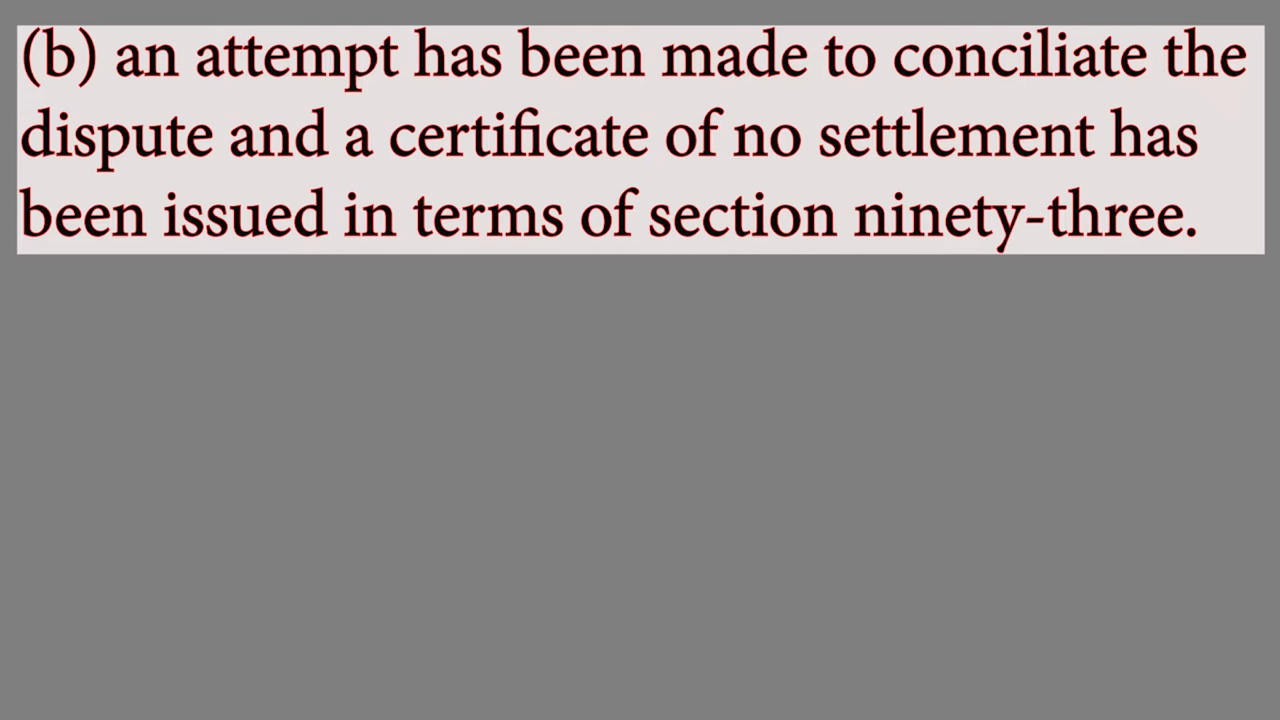 (b) an attempt has been made to conciliate the
dispute and a certificate of no settlement has
been issued in terms of section ninety-three.